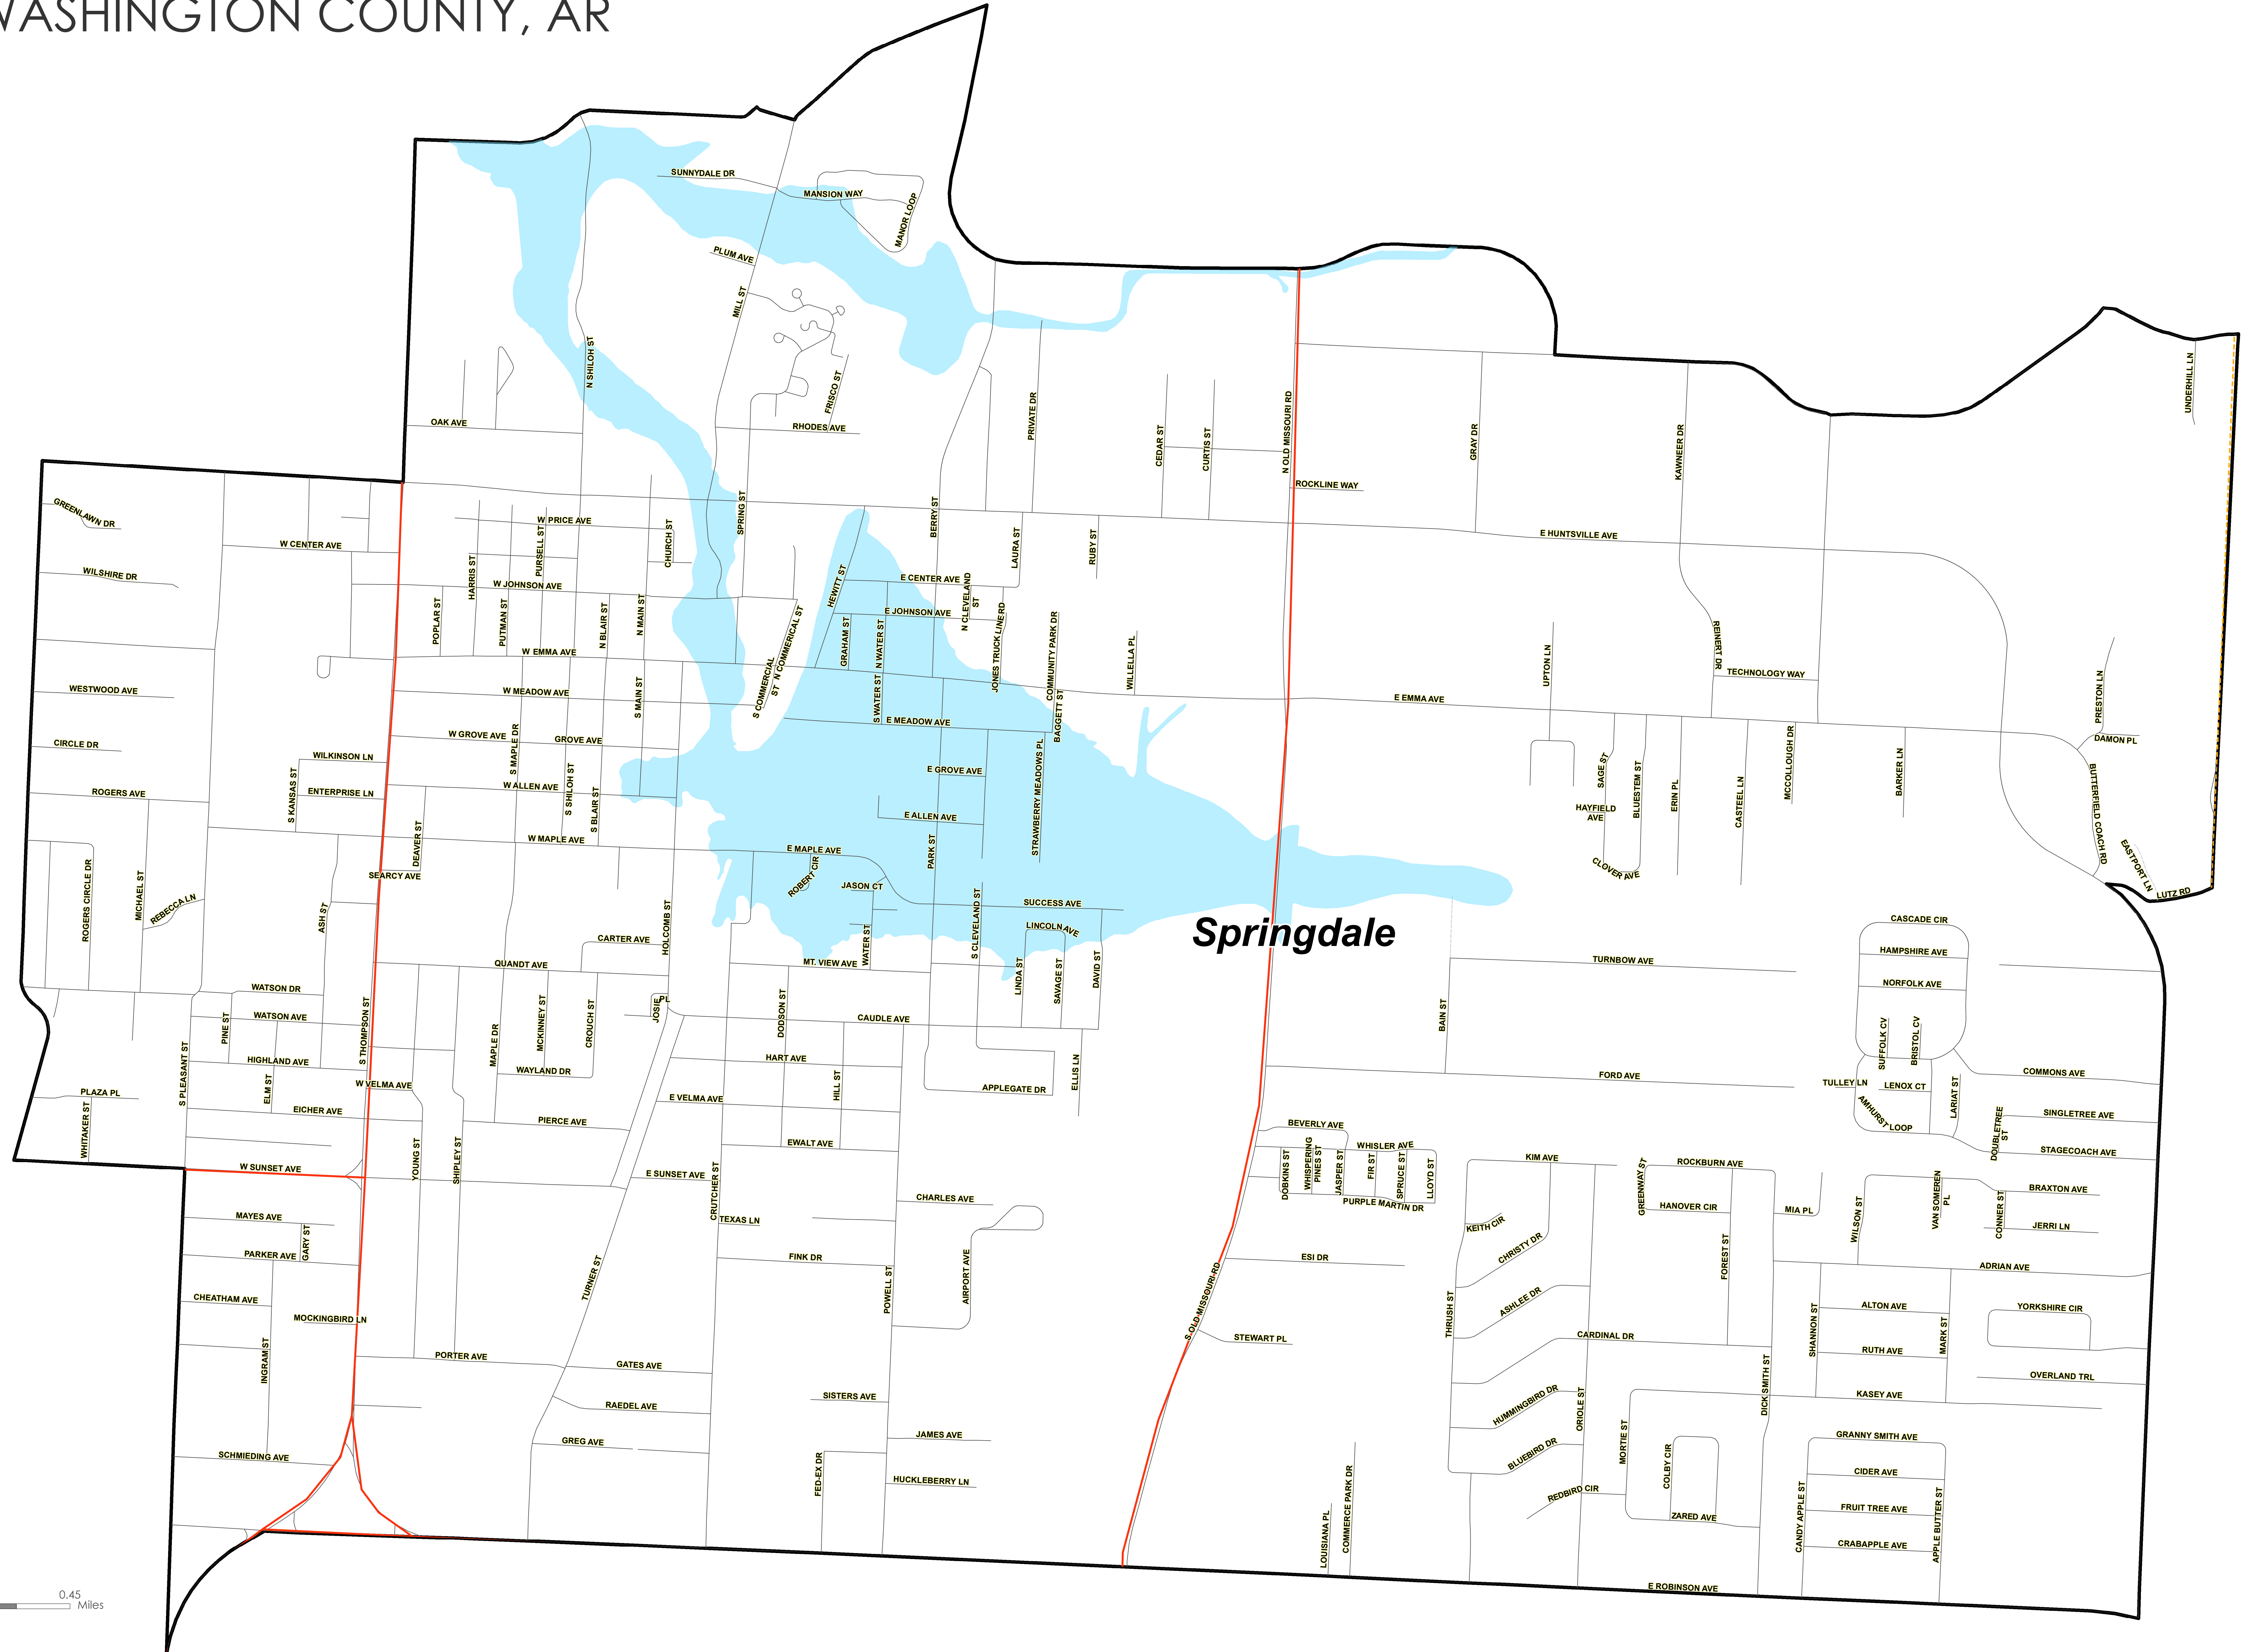 WASHINGTON COUNTY, AR
SUNNYDALE DR
MANSION WAY
MANOR LOOP
PLUM AVE
MILL ST
N SHILOH ST
FRISCO ST
RHODES AVE
OAK AVE
PRIVATE DR
CEDAR ST
CURTIS ST
N OLD MISSOURI RD
ROCKLINE WAY
GRAY DR
KAWNEER DR
UNDERHILL LN
GREENLAWN DR
W CENTER AVE
WILSHIRE DR
W PRICE AVE
HARRIS ST
PURSELL ST
CHURCH ST
SPRING ST
BERRY ST
LAURA ST
RUBY ST
E HUNTSVILLE AVE
W JOHNSON AVE
POPLAR ST
PUTMAN ST
N BLAIR ST
N MAIN ST
HEWITT ST
E CENTER AVE
N CLEVELAND
ST
E JOHNSON AVE
GRAHAM ST
N WATER ST
JONES TRUCK LINE RD
COMMUNITY PARK DR
WILLELLA PL
UPTON LN
REINERT DR
TECHNOLOGY WAY
W EMMA AVE
S COMMERCIAL
ST
N COMMERICAL ST
WESTWOOD AVE
W MEADOW AVE
S MAIN ST
S WATER ST
E MEADOW AVE
BAGGETT ST
E EMMA AVE
PRESTON LN
DAMON PL
CIRCLE DR
WILKINSON LN
W GROVE AVE
GROVE AVE
S MAPLE DR
S SHILOH ST
S BLAIR ST
E GROVE AVE
STRAWBERRY MEADOWS PL
SAGE ST
BLUESTEM ST
ERIN PL
CASTEEL LN
MCCOLLOUGH DR
BARKER LN
BUTTERFIELD COACH RD
ROGERS AVE
S KANSAS ST
ENTERPRISE LN
W ALLEN AVE
E ALLEN AVE
HAYFIELD
AVE
CLOVER AVE
EASTPORT LN
LUTZ RD
DEAVER ST
W MAPLE AVE
E MAPLE AVE
PARK ST
SEARCY AVE
ROBERT CIR
JASON CT
ROGERS CIRCLE DR
MICHAEL ST
REBECCA LN
ASH ST
CARTER AVE
HOLCOMB ST
WATER ST
S CLEVELAND ST
SUCCESS AVE
LINCOLN AVE
Springdale
CASCADE CIR
HAMPSHIRE AVE
NORFOLK AVE
QUANDT AVE
MT. VIEW AVE
LINDA ST
SAVAGE ST
DAVID ST
TURNBOW AVE
BAIN ST
WATSON DR
WATSON AVE
PINE ST
S THOMPSON ST
MAPLE DR
MCKINNEY ST
CROUCH ST
JOSIE
PL
DODSON ST
CAUDLE AVE
SUFFOLK CV
BRISTOL CV
HIGHLAND AVE
S PLEASANT ST
ELM ST
W VELMA AVE
WAYLAND DR
HART AVE
HILL ST
APPLEGATE DR
ELLIS LN
FORD AVE
TULLEY LN
LENOX CT
LARIAT ST
COMMONS AVE
PLAZA PL
WHITAKER ST
EICHER AVE
PIERCE AVE
E VELMA AVE
EWALT AVE
BEVERLY AVE
WHISLER AVE
AMHURST LOOP
DOUBLETREE
ST
SINGLETREE AVE
STAGECOACH AVE
W SUNSET AVE
YOUNG ST
SHIPLEY ST
E SUNSET AVE
CRUTCHER ST
DOBKINS ST
WHISPERING
PINES ST
JASPER ST
FIR ST
SPRUCE ST
LLOYD ST
PURPLE MARTIN DR
KIM AVE
GREENWAY ST
ROCKBURN AVE
HANOVER CIR
MIA PL
WILSON ST
VAN SOMEREN
PL
CONNER ST
BRAXTON AVE
JERRI LN
MAYES AVE
GARY ST
PARKER AVE
TEXAS LN
CHARLES AVE
KEITH CIR
CHRISTY DR
FINK DR
AIRPORT AVE
ESI DR
FOREST ST
ADRIAN AVE
CHEATHAM AVE
MOCKINGBIRD LN
INGRAM ST
TURNER ST
POWELL ST
S OLD MISSOURI RD
STEWART PL
THRUSH ST
ASHLEE DR
CARDINAL DR
SHANNON ST
ALTON AVE
MARK ST
YORKSHIRE CIR
RUTH AVE
PORTER AVE
GATES AVE
DICK SMITH ST
OVERLAND TRL
RAEDEL AVE
SISTERS AVE
HUMMINGBIRD DR
ORIOLE ST
KASEY AVE
SCHMIEDING AVE
GREG AVE
JAMES AVE
FED-EX DR
HUCKLEBERRY LN
BLUEBIRD DR
REDBIRD CIR
MORTIE ST
COLBY CIR
ZARED AVE
GRANNY SMITH AVE
CIDER AVE
FRUIT TREE AVE
CRABAPPLE AVE
CANDY APPLE ST
APPLE BUTTER ST
LOUISIANA PL
COMMERCE PARK DR
E ROBINSON AVE
0.45
Miles